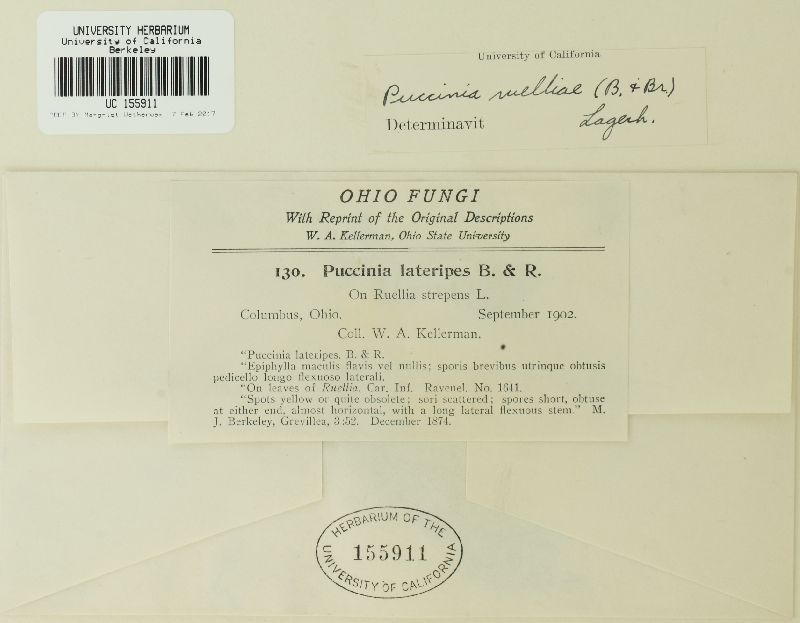 UNIVERSITY HERBARIUM
University of California
Berkeley
UC 155911
7 Feb 2017
University of California
Puccinia ruelliae (B. & Br.)
Determinavit Lagerh.
OHIO FUNGI
With Reprint of the Original Descriptions
W. A. Kellerman, Ohio State University
130. Puccinia lateripes B. & R.
On Ruellia strepens L.
Columbus, Ohio. September 1902.
Coll. W. A. Kellerman.
"Puccinia lateripes. B. & R.
"Epiphylla maculis flavis vel nullis; sporis brevibus utrinque obtusis
pedicello longo flexuoso laterali.
"On leaves of Ruellia. Car. Inf. Ravenel. No. 1641.
"Spots yellow or quite obsolete; sori scattered; spores short, obtuse
at either end, almost horizontal, with a long lateral flexuous stem." M.
J. Berkeley, Grevillea, 3:52. December 1874.
HERBARIUM OF THE
155911
UNIVERSITY OF CALIFORNIA